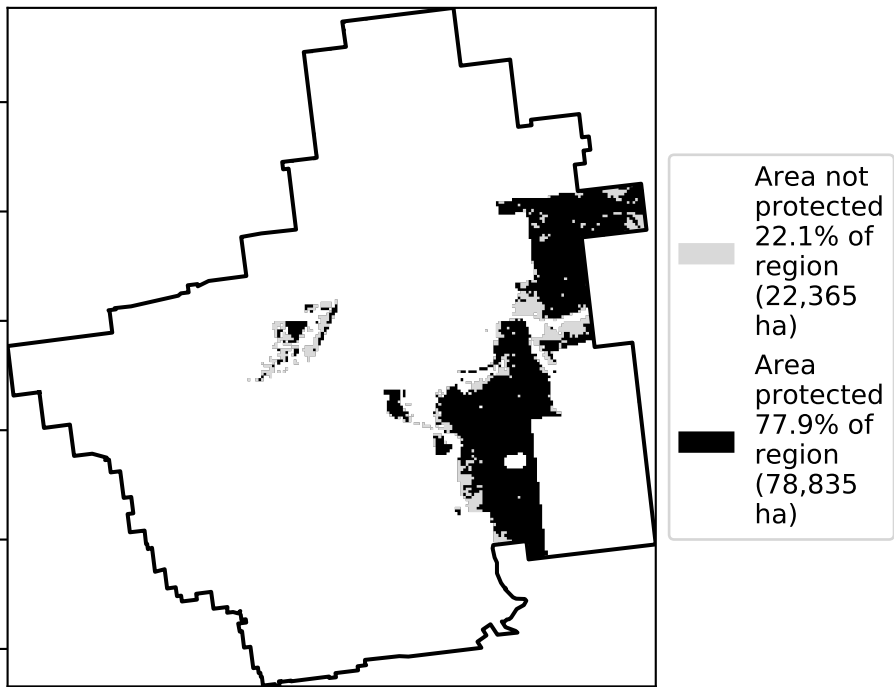 Area not
protected
22.1% of
region
(22,365
ha)
Area
protected
77.9% of
region
(78,835
ha)